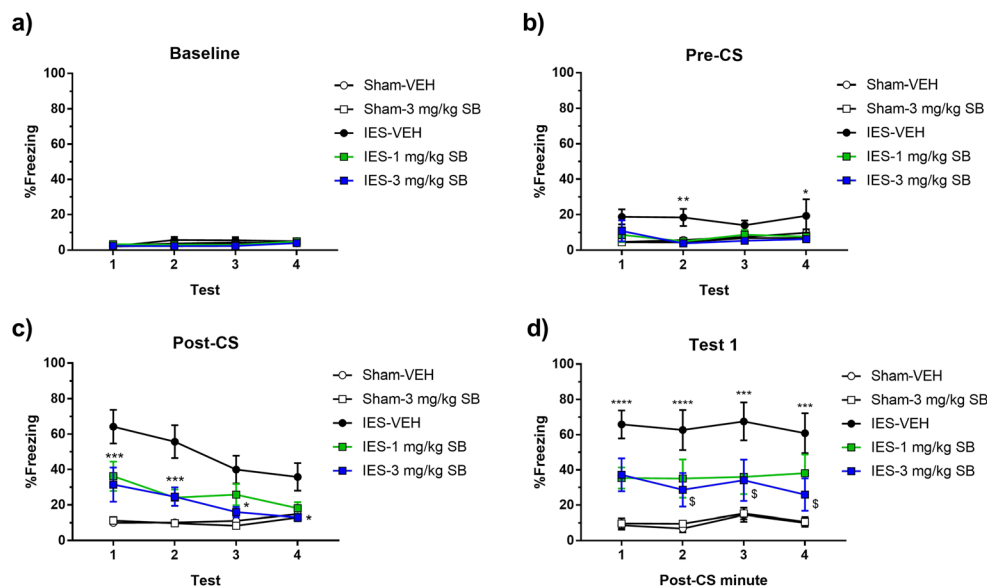 a)
Baseline
100
80
60
40
20
0
%Freezing
1 2 3 4
Test
Sham-VEH
Sham-3 mg/kg SB
IES-VEH
IES-1 mg/kg SB
IES-3 mg/kg SB
b)
Pre-CS
100
80
60
40
20
0
%Freezing
** *
1 2 3 4
Test
Sham-VEH
Sham-3 mg/kg SB
IES-VEH
IES-1 mg/kg SB
IES-3 mg/kg SB
c)
Post-CS
100
80
60
40
20
0
%Freezing
*** *** * *
1 2 3 4
Test
Sham-VEH
Sham-3 mg/kg SB
IES-VEH
IES-1 mg/kg SB
IES-3 mg/kg SB
d)
Test 1
100
80
60
40
20
0
%Freezing
**** **** *** ***
$ $ $
1 2 3 4
Post-CS minute
Sham-VEH
Sham-3 mg/kg SB
IES-VEH
IES-1 mg/kg SB
IES-3 mg/kg SB